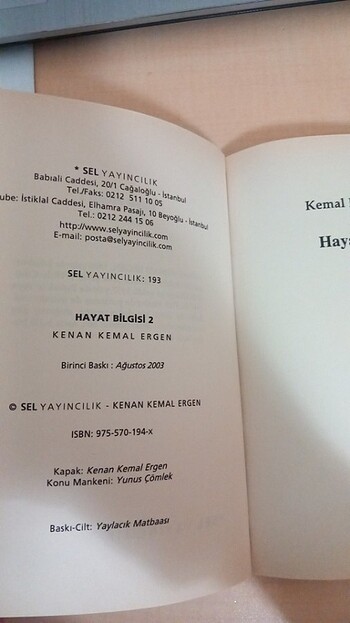 * SEL YAYINCILIK
Babıali Caddesi, 20/1 Cağaloğlu - İstanbul
Tel./Faks: 0212 511 10 05
ube: İstiklal Caddesi, Elhamra Pasajı, 10 Beyoğlu - İstanbul
Tel.: 0212 244 15 06
http://www.selyayincilik.com
E-mail: posta@selyayincilik.com
SEL YAYINCILIK: 193
HAYAT BİLGİSİ 2
KENAN KEMAL ERGEN
Birinci Baskı : Ağustos 2003
© SEL YAYINCILIK - KENAN KEMAL ERGEN
ISBN: 975-570-194-x
Kapak: Kenan Kemal Ergen
Konu Mankeni: Yunus Çömlek
Baskı-Cilt: Yaylacık Matbaası
Kemal
Haya